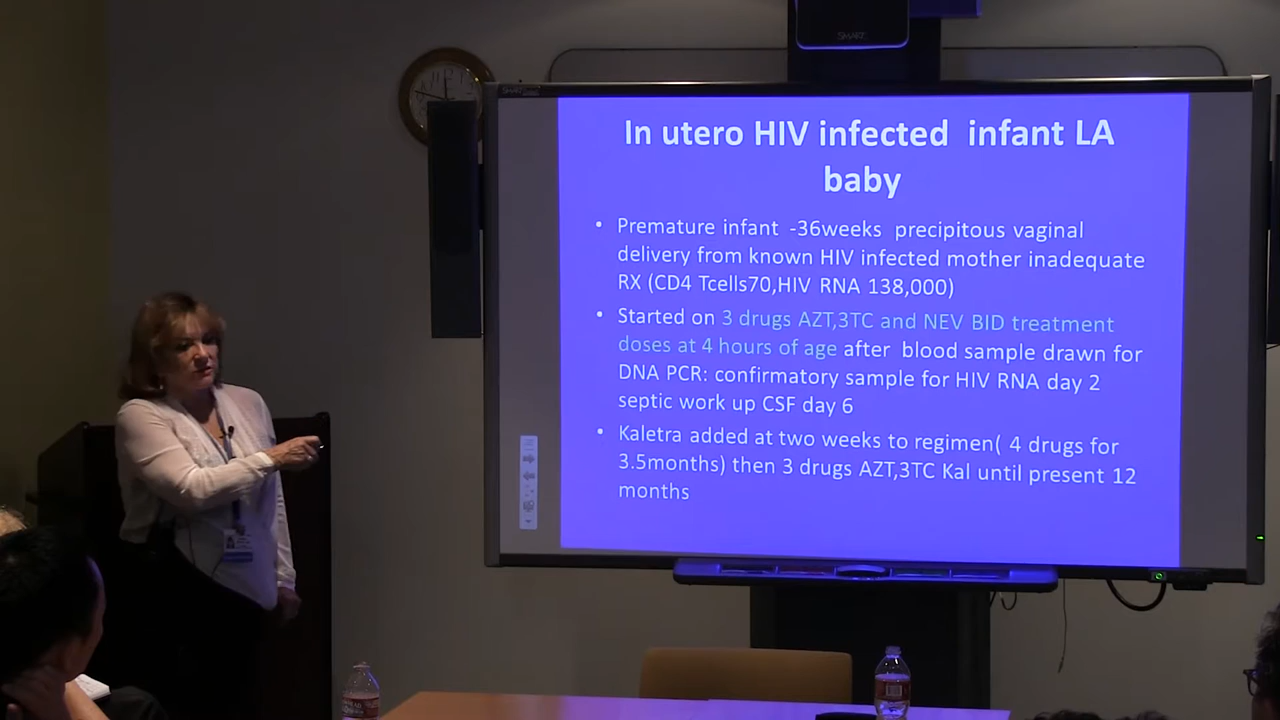 SMART
In utero HIV infected  infant LA
baby
• Premature infant  -36weeks  precipitous vaginal
delivery from known HIV infected mother inadequate
RX (CD4 Tcells70,HIV RNA 138,000)
• Started on 3 drugs AZT,3TC and NEV BID treatment
doses at 4 hours of age after  blood sample drawn for
DNA PCR: confirmatory sample for HIV RNA day 2
septic work up CSF day 6
• Kaletra added at two weeks to regimen( 4 drugs for
3.5months) then 3 drugs AZT,3TC Kal until present 12
months